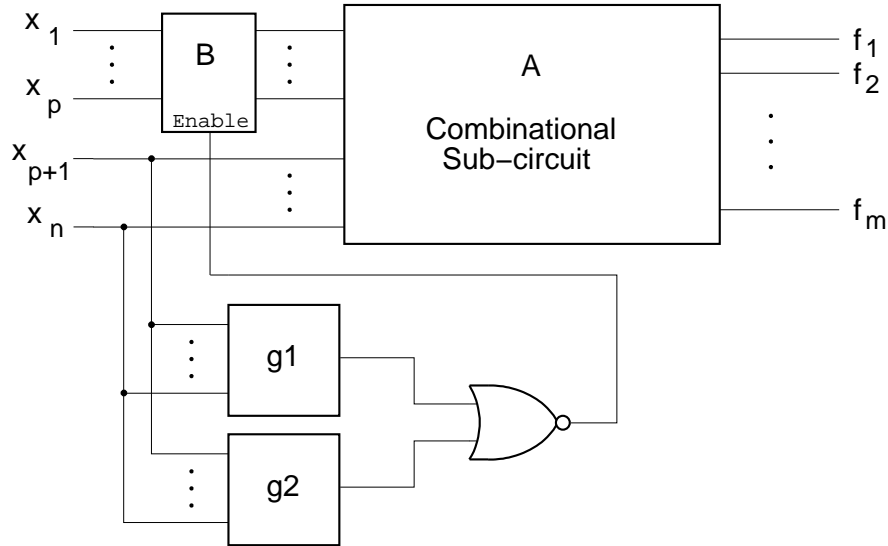 x 1
x p
x p+1
x n
B
Enable
A
Combinational
Sub−circuit
f 1
f 2
f m
g1
g2